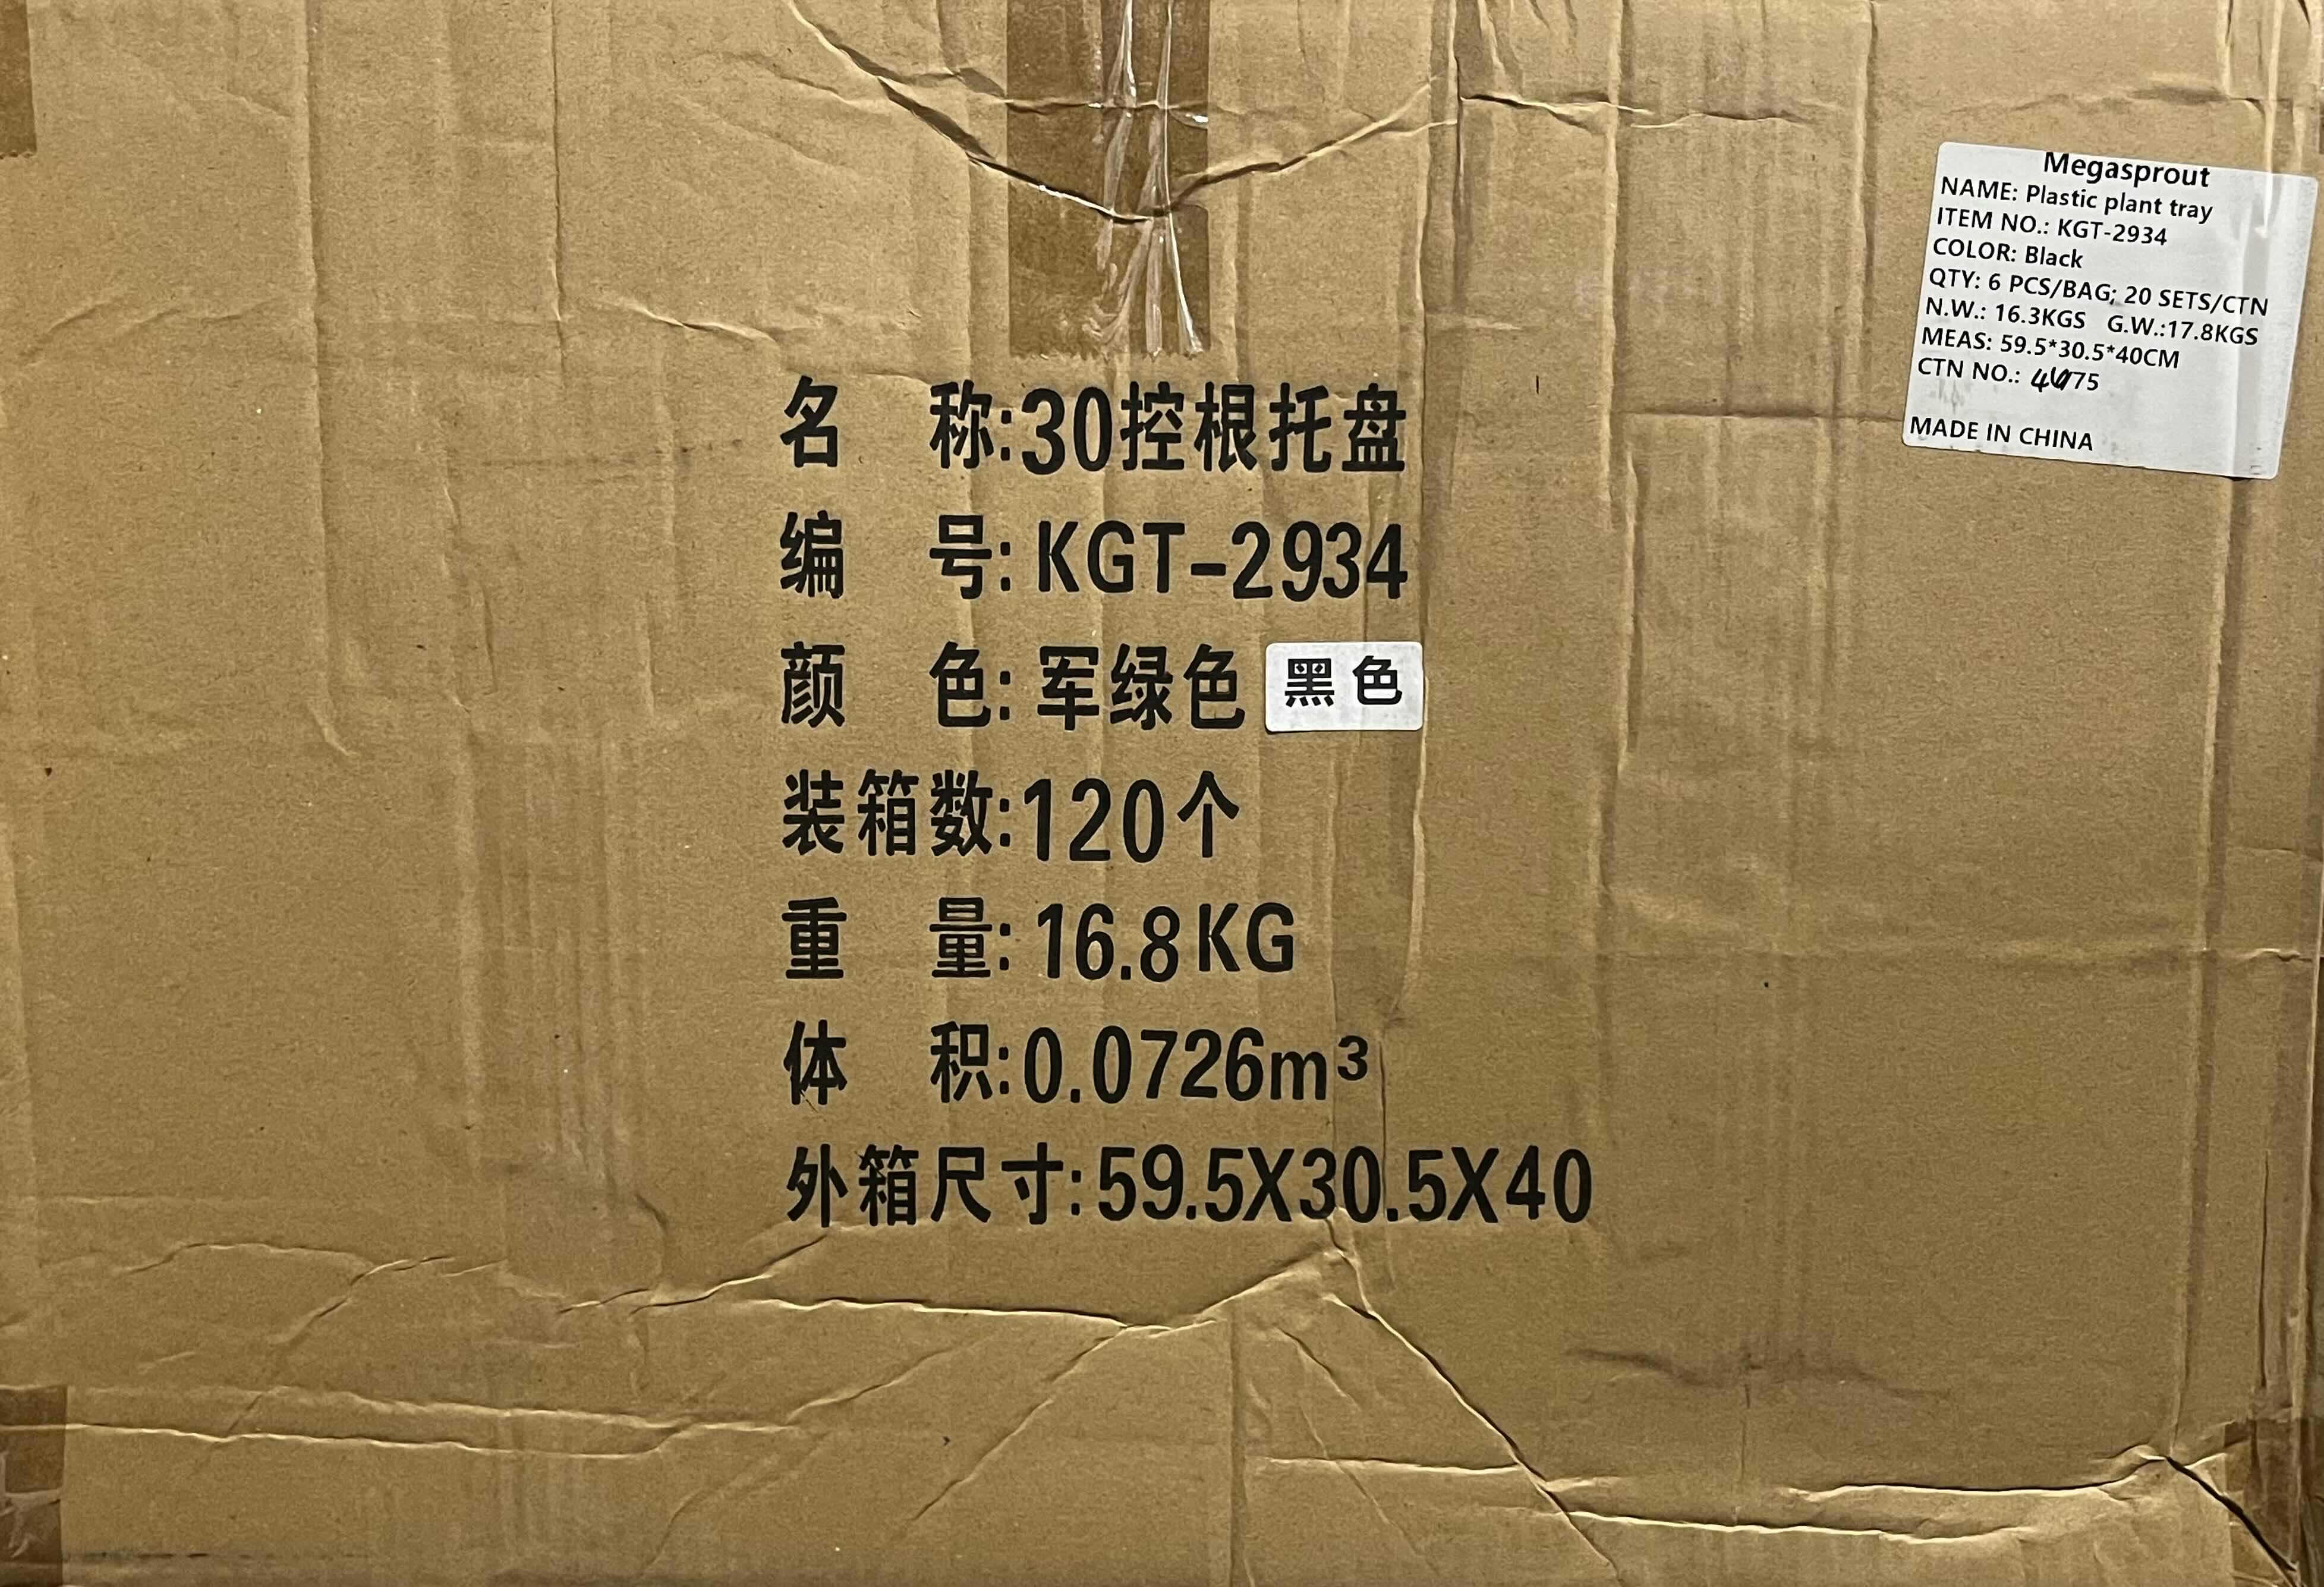 Megasprout
NAME: Plastic plant tray
ITEM NO.: KGT-2934
COLOR: Black
QTY: 6 PCS/BAG; 20 SETS/CTN
N.W.: 16.3KGS G.W.:17.8KGS
MEAS: 59.5*30.5*40CM
CTN NO.: /75
MADE IN CHINA
名 称:30控根托盘
编 号: KGT-2934
颜 色: 军绿色 黑色
装箱数:120个
重 量: 16.8KG
体 积:0.0726m³
外箱尺寸:59.5X30.5X40